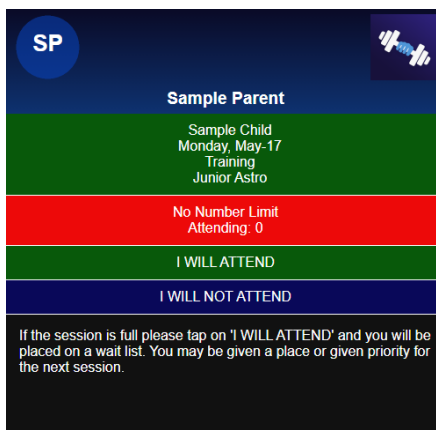 SP
Sample Parent
Sample Child
Monday, May-17
Training
Junior Astro
No Number Limit
Attending: 0
I WILL ATTEND
I WILL NOT ATTEND
If the session is full please tap on 'I WILL ATTEND' and you will be
placed on a wait list. You may be given a place or given priority for
the next session.